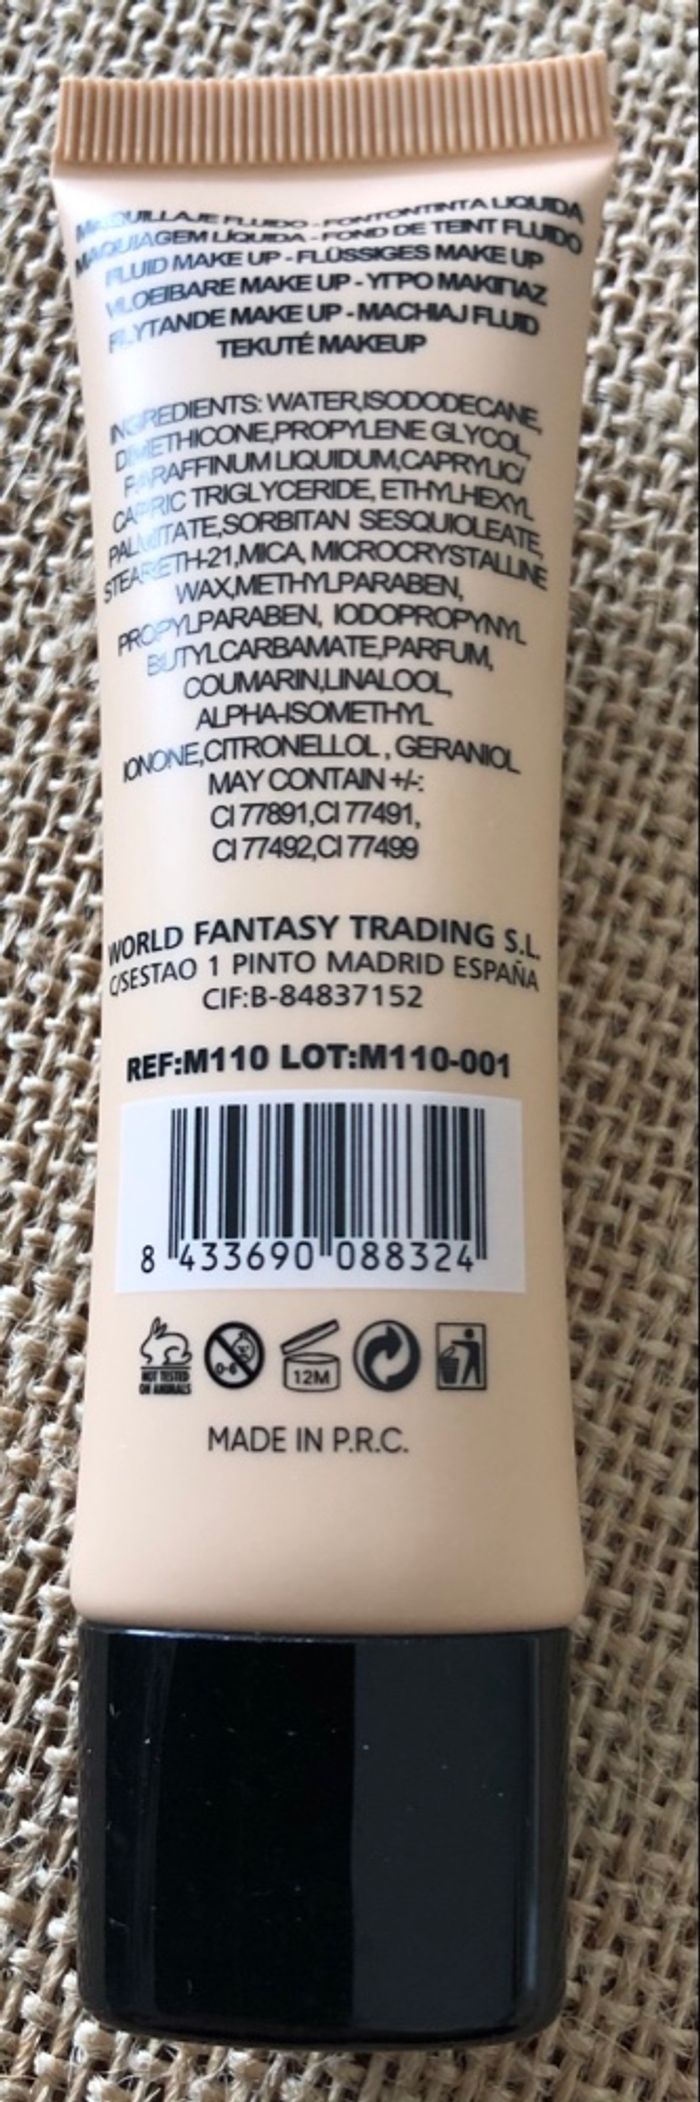 MAQUILLAJE FLUIDO - FONTONTINTA LIQUIDA
MAQUIAGEM LÍQUIDA - FOND DE TEINT FLUIDO
FLUID MAKE UP - FLÜSSIGES MAKE UP
VLOEIBARE MAKE UP - ΥΓΡΟ ΜΑΚΙΓΙΑΖ
FLYTANDE MAKE UP - MACHIAJ FLUID
TEKUTÉ MAKEUP
INGREDIENTS: WATER,ISODODECANE,
DIMETHICONE,PROPYLENE GLYCOL,
PARAFFINUM LIQUIDUM,CAPRYLIC/
CAPRIC TRIGLYCERIDE, ETHYLHEXYL
PALMITATE,SORBITAN SESQUIOLEATE,
STEARETH-21,MICA, MICROCRYSTALLINE
WAX,METHYLPARABEN,
PROPYLPARABEN, IODOPROPYNYL
BUTYLCARBAMATE,PARFUM,
COUMARIN,LINALOOL,
ALPHA-ISOMETHYL
IONONE,CITRONELLOL , GERANIOL
MAY CONTAIN +/-:
CI 77891,CI 77491,
CI 77492,CI 77499
WORLD FANTASY TRADING S.L.
C/SESTAO 1 PINTO MADRID ESPAÑA
CIF:B-84837152
REF:M110 LOT:M110-001
8 433690 088324
NOT TESTED
ON ANIMALS
0-6
12M
MADE IN P.R.C.